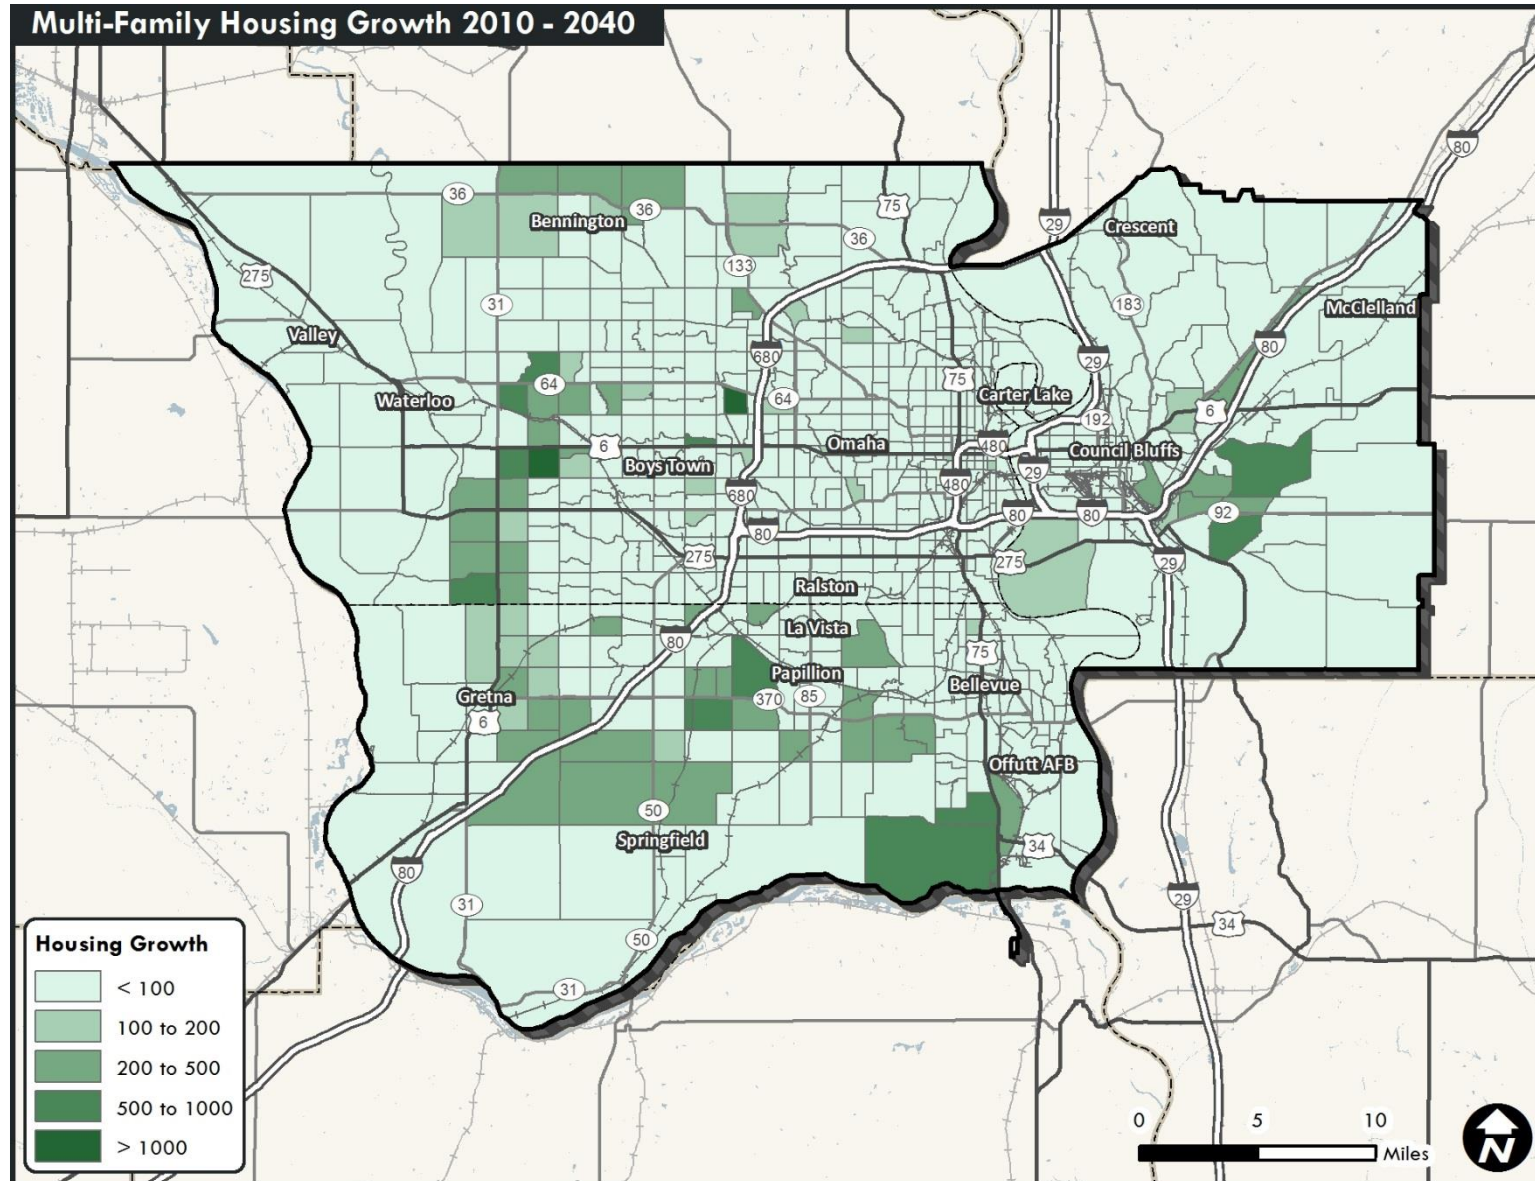 Multi-Family Housing Growth 2010 - 2040
80
29
36
75
Crescent
Bennington
36
36
275
133
31
183
McClelland
Valley
680
29
80
64
75
Carter Lake
64
Waterloo
192
6
6
Boys Town
Omaha
480
Council Bluffs
29
680
480
80
80
80
92
275
275
29
Ralston
La Vista
80
75
Papillion
Bellevue
Gretna
370
85
6
Offutt AFB
50
Springfield
34
80
29
31
34
50
31
Housing Growth
< 100
100 to 200
200 to 500
500 to 1000
> 1000
0 5 10
Miles
N